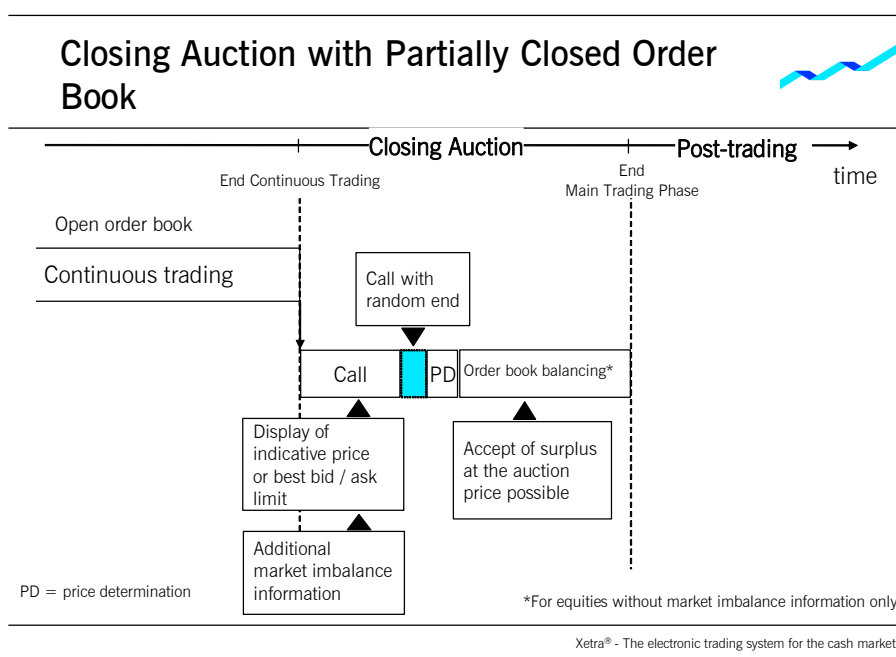 Closing Auction with Partially Closed Order
Book
Closing Auction
Post-trading
time
End Continuous Trading
End
Main Trading Phase
Open order book
Continuous trading
Call with
random end
Call
PD
Order book balancing*
Display of
indicative price
or best bid / ask
limit
Accept of surplus
at the auction
price possible
Additional
market imbalance
information
PD = price determination
*For equities without market imbalance information only
Xetra® - The electronic trading system for the cash market